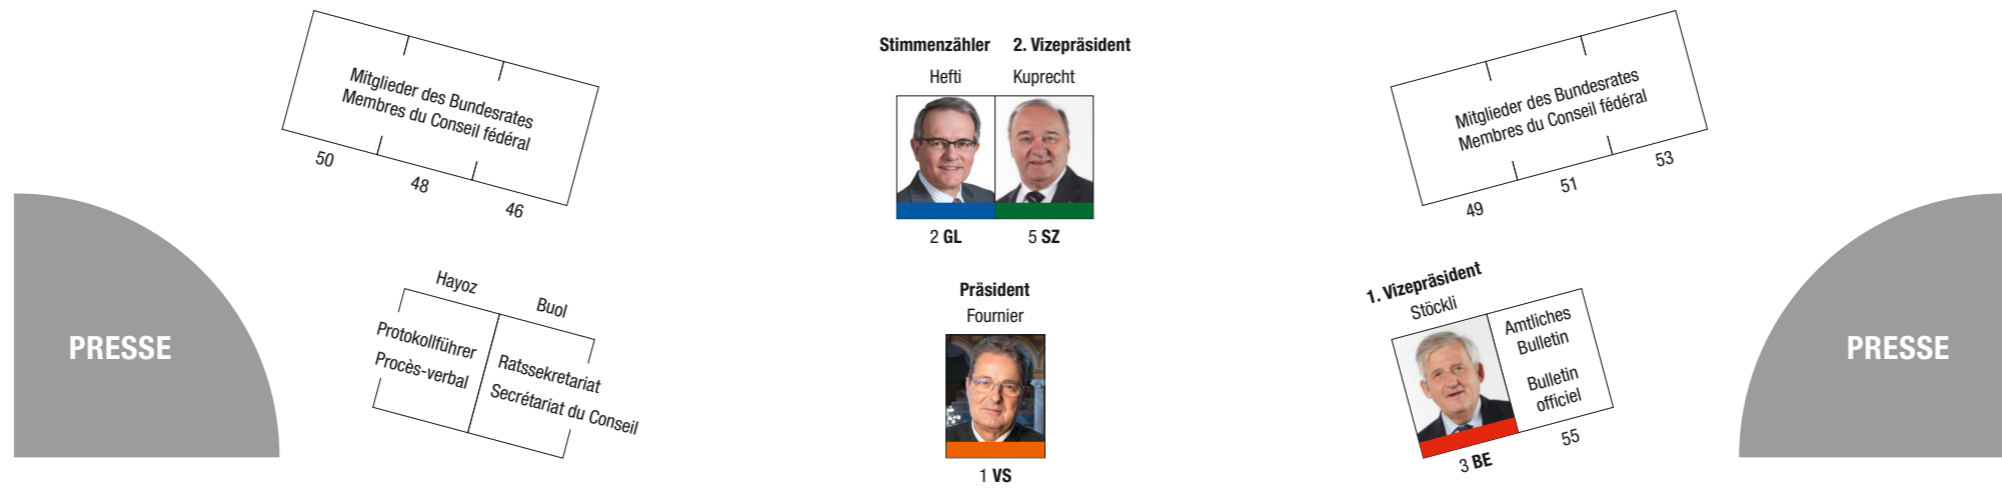 Mitglieder des Bundesrates
Membres du Conseil fédéral
50
48
46
Stimmenzähler
2. Vizepräsident
Hefti
Kuprecht
2 GL
5 SZ
Mitglieder des Bundesrates
Membres du Conseil fédéral
49
51
53
PRESSE
Hayoz
Buol
Protokollführer
Procès-verbal
Ratssekretariat
Secrétariat du Conseil
Präsident
Fournier
1 VS
1. Vizepräsident
Stöckli
3 BE
Amtliches
Bulletin
Bulletin
officiel
55
PRESSE